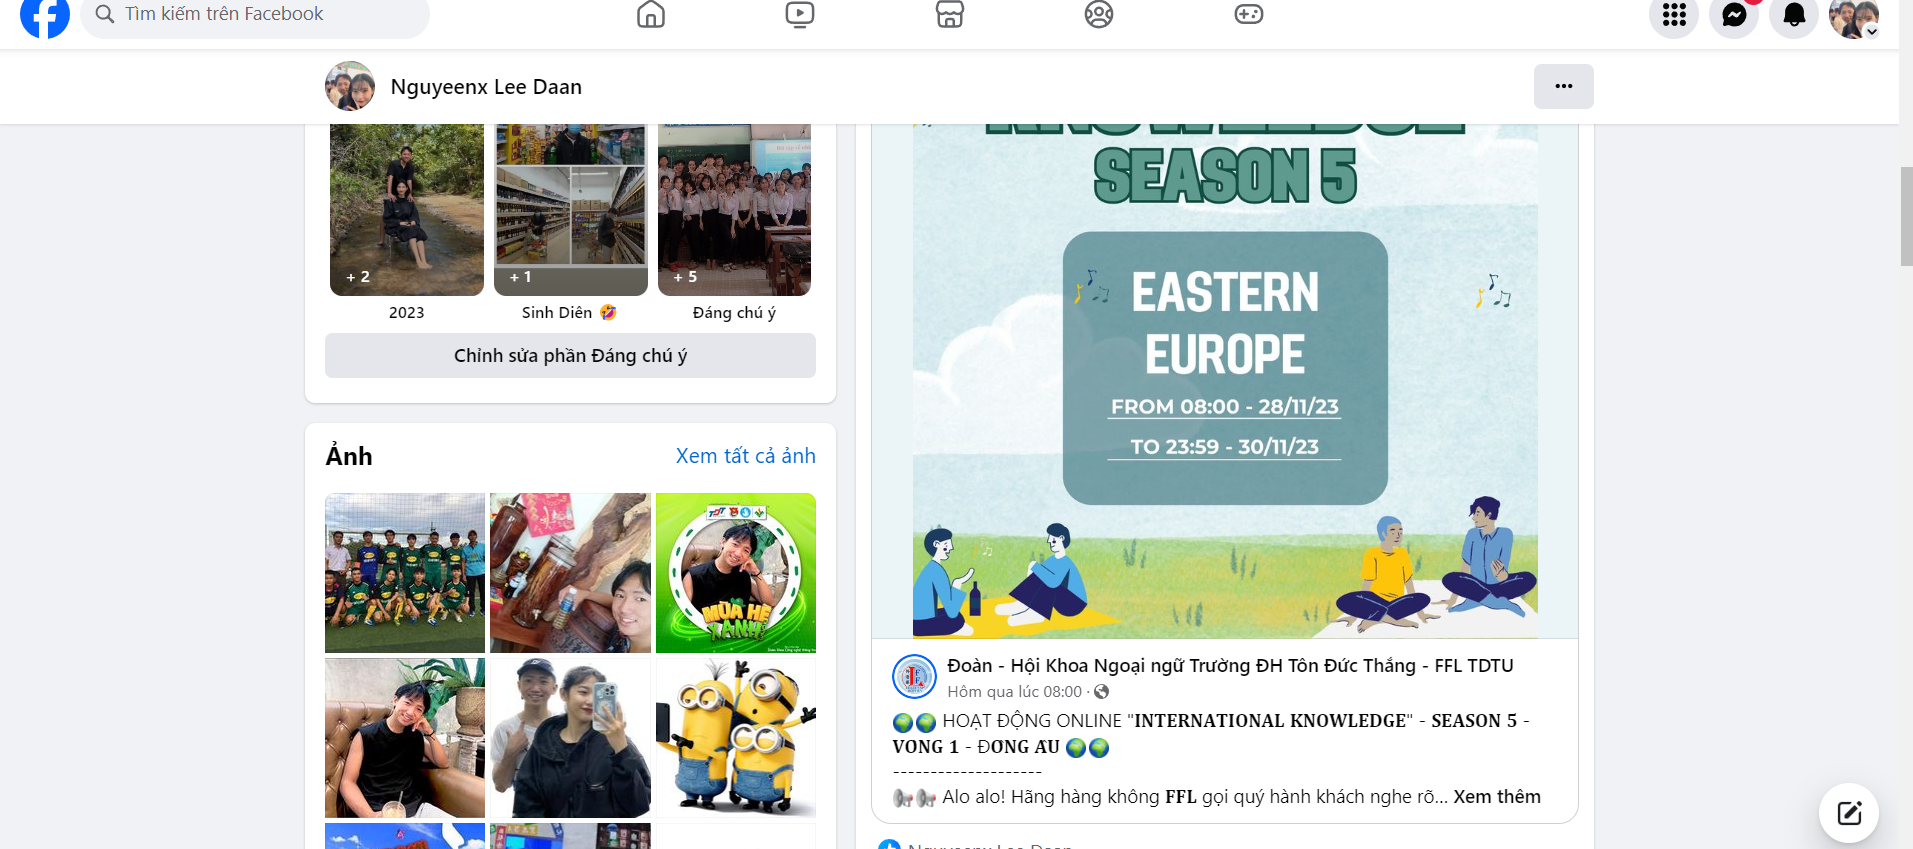 Tìm kiếm trên Facebook
Nguyeenx Lee Daan
+ 2
+ 1
+ 5
2023
Sinh Diên 🤣
Đáng chú ý
Chỉnh sửa phần Đáng chú ý
Ảnh
Xem tất cả ảnh
TDT
MÙA HÈ
XANH
KNOWLEDGE
SEASON 5
EASTERN
EUROPE
FROM 08:00 - 28/11/23
TO 23:59 - 30/11/23
Đoàn - Hội Khoa Ngoại ngữ Trường ĐH Tôn Đức Thắng - FFL TDTU
Hôm qua lúc 08:00 ·
🌍🌍 HOẠT ĐỘNG ONLINE "INTERNATIONAL KNOWLEDGE" - SEASON 5 -
VÒNG 1 - ĐÔNG ÂU 🌍🌍
--------------------
📢📢 Alo alo! Hãng hàng không FFL gọi quý hành khách nghe rõ... Xem thêm
Nguyeenx Lee Daan